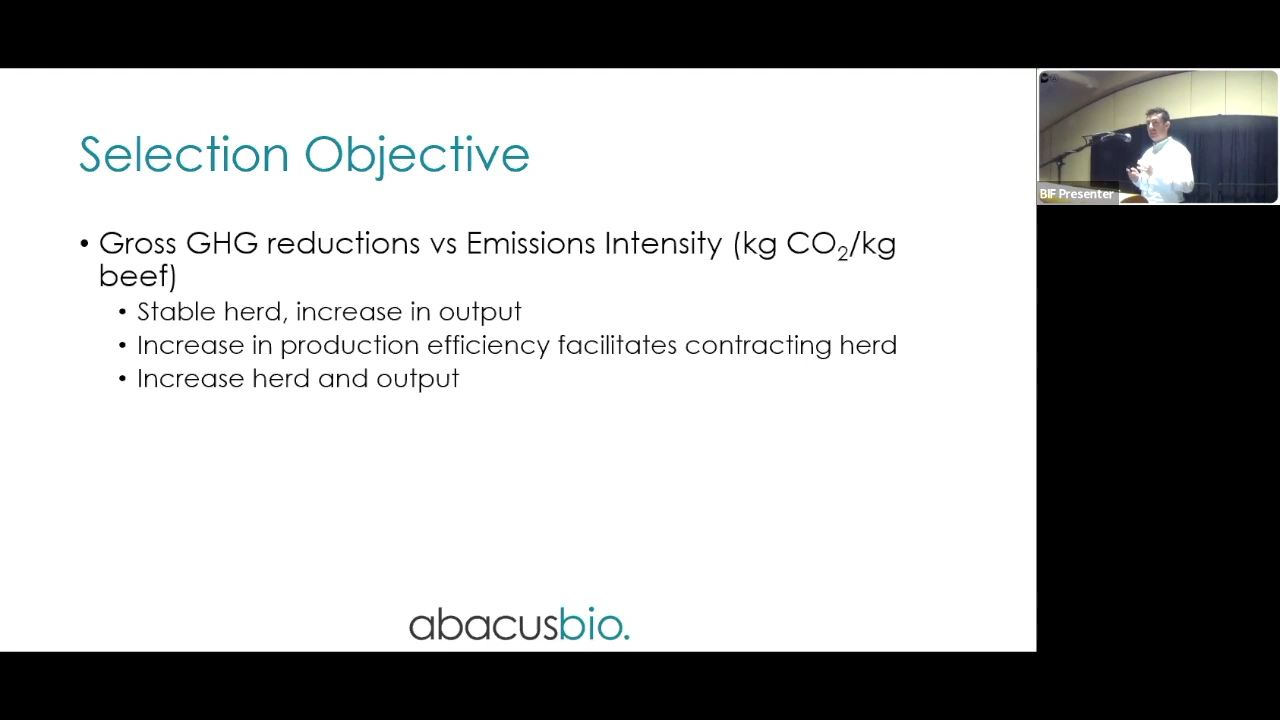 Selection Objective
• Gross GHG reductions vs Emissions Intensity (kg CO₂/kg
beef)
• Stable herd, increase in output
• Increase in production efficiency facilitates contracting herd
• Increase herd and output
abacusbio.
BIF Presenter